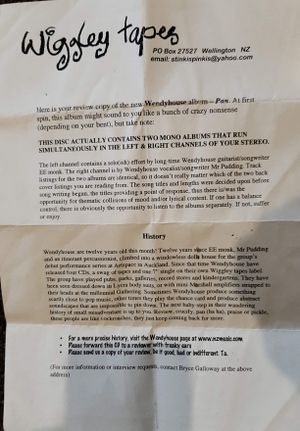 Wiggley tapes
PO Box 27527 Wellington NZ
email: stinkispinkis@yahoo.com
Here is your review copy of the new Wendyhouse album – Pan. At first
spin, this album might sound to you like a bunch of crazy nonsense
(depending on your bent), but take note:
THIS DISC ACTUALLY CONTAINS TWO MONO ALBUMS THAT RUN
SIMULTANEOUSLY IN THE LEFT & RIGHT CHANNELS OF YOUR STEREO.
The left channel contains a solo(ish) effort by long-time Wendyhouse guitarist/songwriter
EE monk. The right channel is by Wendyhouse vocalist/songwriter Mr Padding. Track
listings for the two albums are identical, so it doesn't really matter which of the two back
cover listings you are reading from. The song titles and lengths were decided upon before
song writing began, the titles providing a point of response, thus there is/was the
opportunity for thematic collisions of mood and/or lyrical content. If one has a balance
control, there is obviously the opportunity to listen to the albums separately. If not, suffer
or enjoy.
History
Wendyhouse are twelve years old this month! Twelve years since EE monk, Mr Padding
and an itinerant percussionist, climbed into a windowless dolls house for the group's
debut performance at Artspace in Auckland. Since that time Wendyhouse have
released four CDs, a swag of tapes and one 7" single on their own Wiggley tapes label.
The group have played pubs, parks, galleries, record stores and kindergartens. They have
been seen dressed down as Lycra body suits, or with mini Marshall amplifiers strapped to
their heads at the millennial Gathering. Sometimes Wendyhouse produce something
scarily close to pop music, other times they play the chance card and produce abstract
soundscapes that are impossible to pin down. The next baby step in their wandering
history of small is up to you. Review, crucify, pan (ha ha), praise or pickle,
these people are like cockroaches, they just keep coming back for more.
• For a more precise history, visit the Wendyhouse page at www.nzmusic.com
• Please forward this CD to a reviewer with freaky ears
• Please send us a copy of your review, be it good, bad or indifferent. Ta.
(For more information or interview requests, contact Bryce Galloway at the above
address)